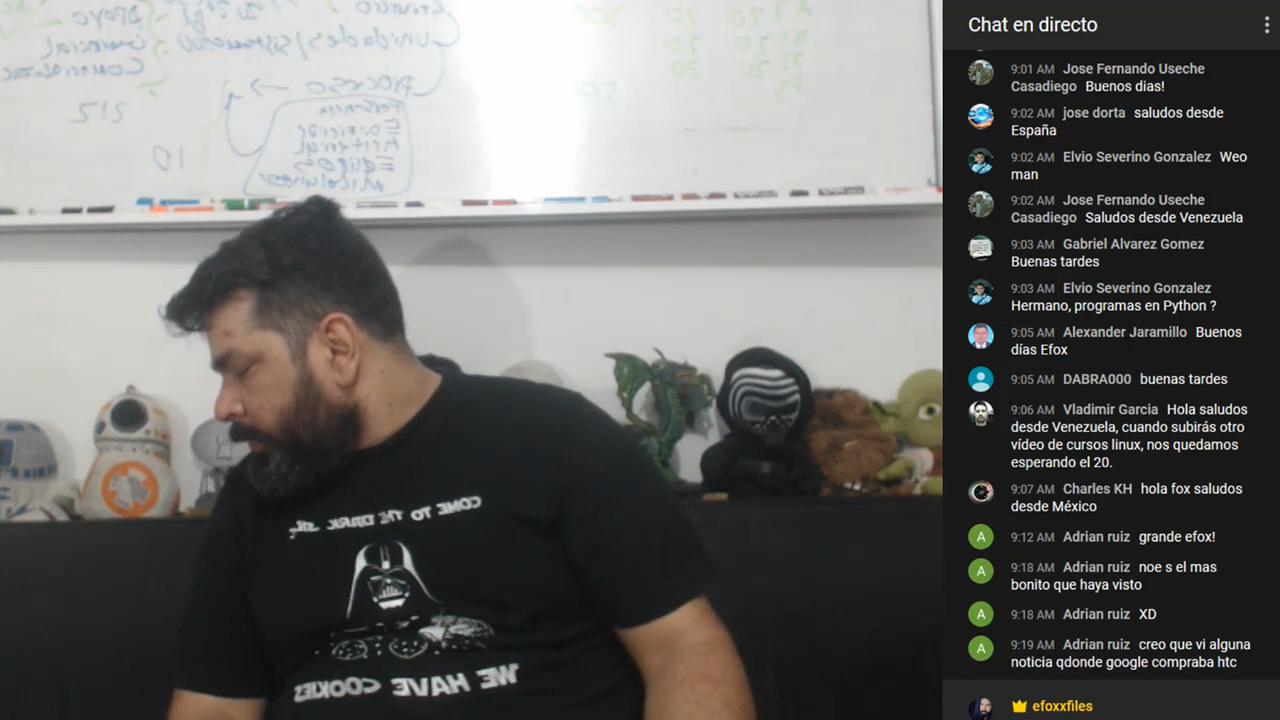 unidades/
proceso →
Gerencial
212
10
COME TO THE DARK
WE HAVE COOKIES
Chat en directo
9:01 AM Jose Fernando Useche
Casadiego Buenos dias!
9:02 AM jose dorta saludos desde
España
9:02 AM Elvio Severino Gonzalez Weo
man
9:02 AM Jose Fernando Useche
Casadiego Saludos desde Venezuela
9:03 AM Gabriel Alvarez Gomez
Buenas tardes
9:03 AM Elvio Severino Gonzalez
Hermano, programas en Python ?
9:05 AM Alexander Jaramillo Buenos
días Efox
9:05 AM DABRA000 buenas tardes
9:06 AM Vladimir Garcia Hola saludos
desde Venezuela, cuando subirás otro
vídeo de cursos linux, nos quedamos
esperando el 20.
9:07 AM Charles KH hola fox saludos
desde México
A 9:12 AM Adrian ruiz grande efox!
A 9:18 AM Adrian ruiz noe s el mas
bonito que haya visto
A 9:18 AM Adrian ruiz XD
A 9:19 AM Adrian ruiz creo que vi alguna
noticia qdonde google compraba htc
efoxxfiles